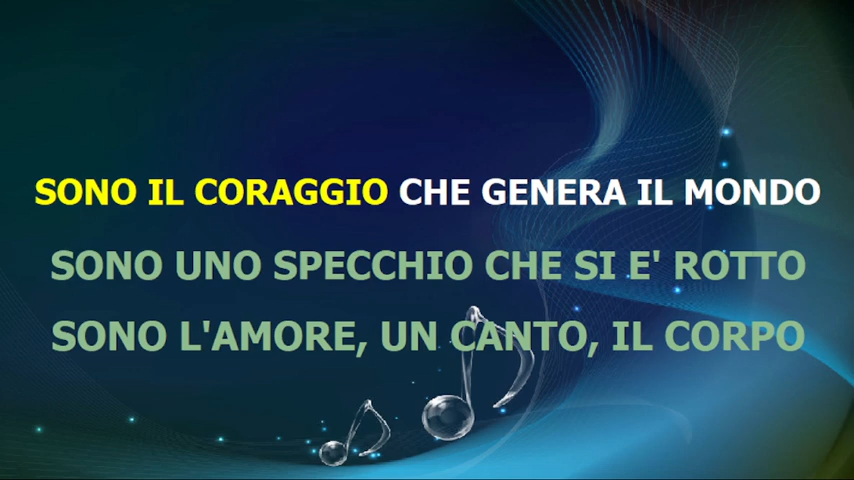 SONO IL CORAGGIO CHE GENERA IL MONDO
SONO UNO SPECCHIO CHE SI E' ROTTO
SONO L'AMORE, UN CANTO, IL CORPO